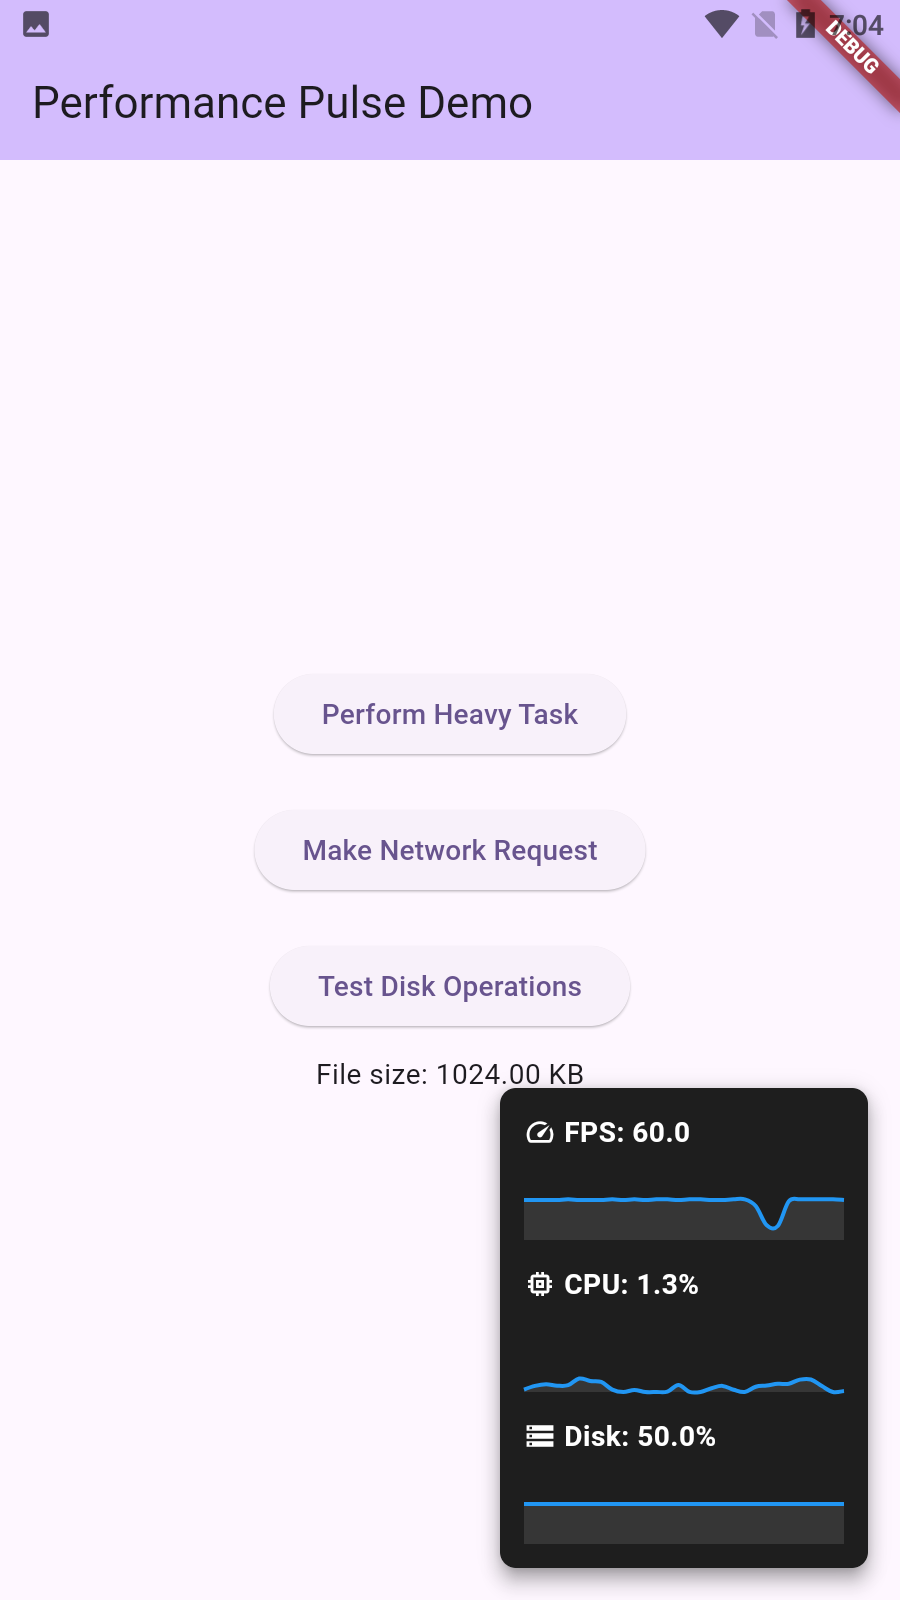 7:04
DEBUG
Performance Pulse Demo
Perform Heavy Task
Make Network Request
Test Disk Operations
File size: 1024.00 KB
FPS: 60.0
CPU: 1.3%
Disk: 50.0%